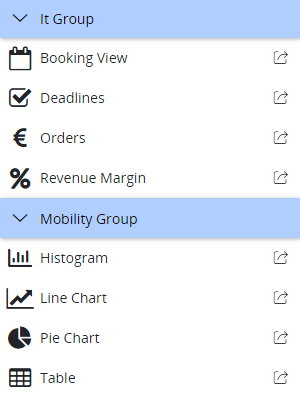 It Group
Booking View
Deadlines
Orders
Revenue Margin
Mobility Group
Histogram
Line Chart
Pie Chart
Table